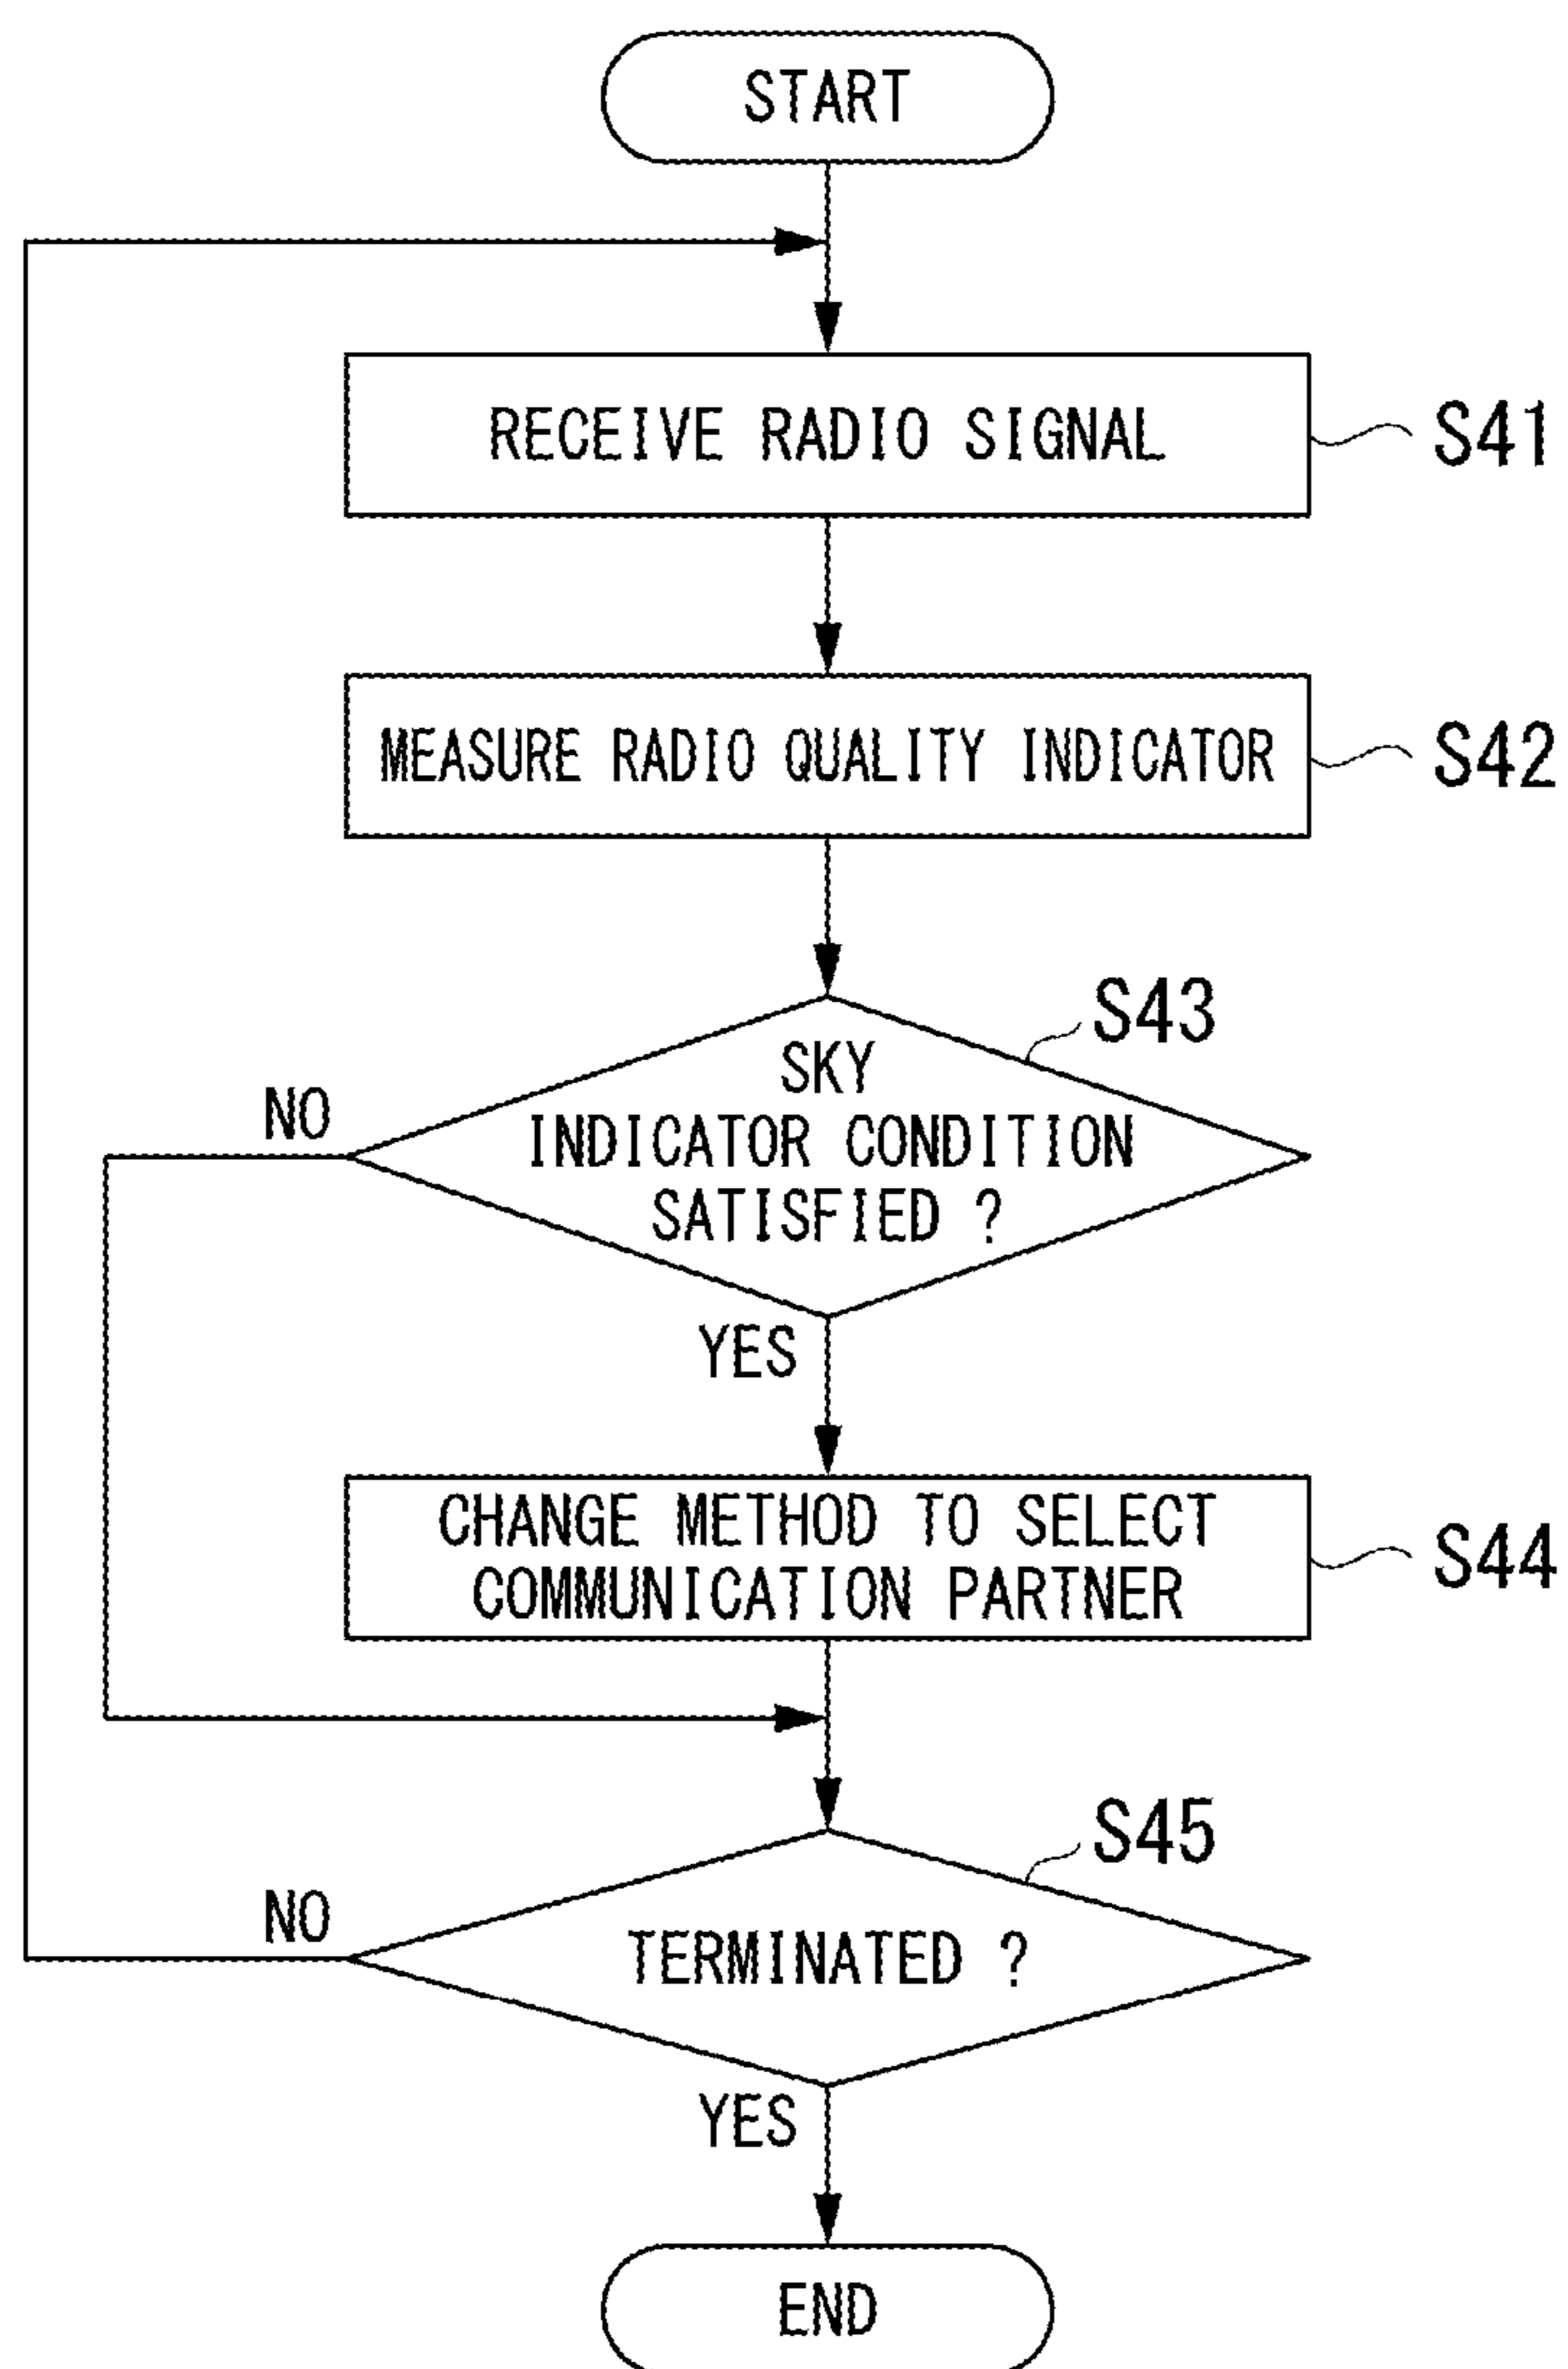 START
RECEIVE RADIO SIGNAL
S41
MEASURE RADIO QUALITY INDICATOR
S42
S43
SKY
INDICATOR CONDITION
SATISFIED ?
NO
YES
CHANGE METHOD TO SELECT
COMMUNICATION PARTNER
S44
S45
TERMINATED ?
NO
YES
END